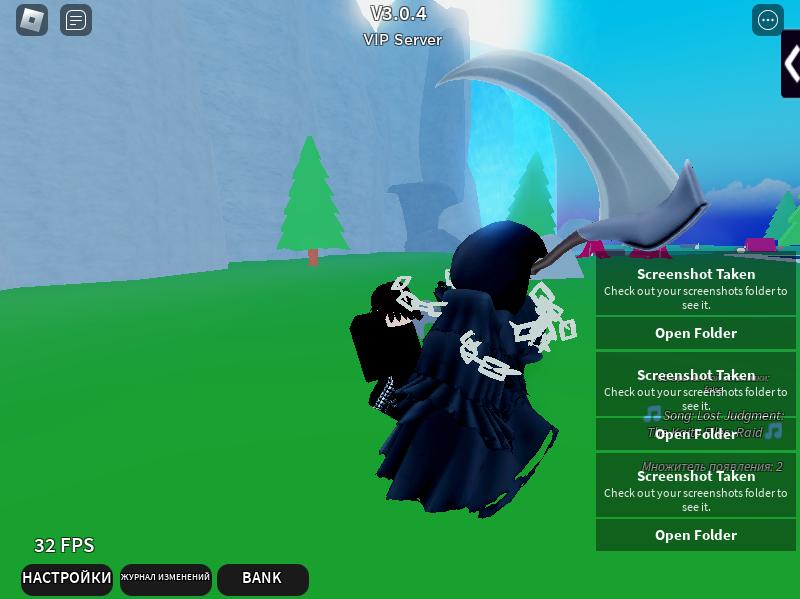 V3.0.4
VIP Server
Screenshot Taken
Check out your screenshots folder to
see it.
Open Folder
Screenshot Taken
Check out your screenshots folder to
see it.
🎵Song: Lost Judgment:
Raid🎵
Open Folder
Множитель появления: 2
Screenshot Taken
Check out your screenshots folder to
see it.
Open Folder
32 FPS
НАСТРОЙКИ
ЖУРНАЛ ИЗМЕНЕНИЙ
BANK